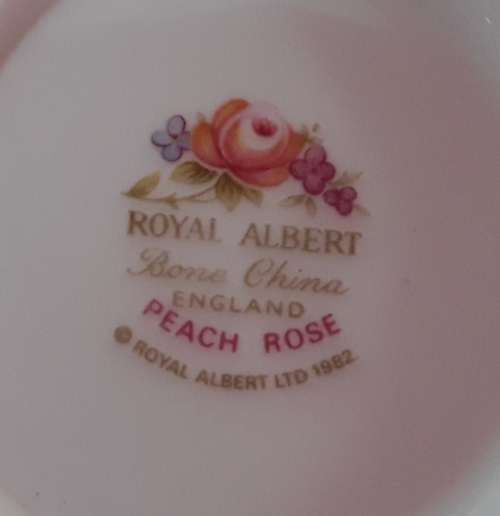 ROYAL ALBERT
Bone China
ENGLAND
PEACH ROSE
© ROYAL ALBERT LTD 1982